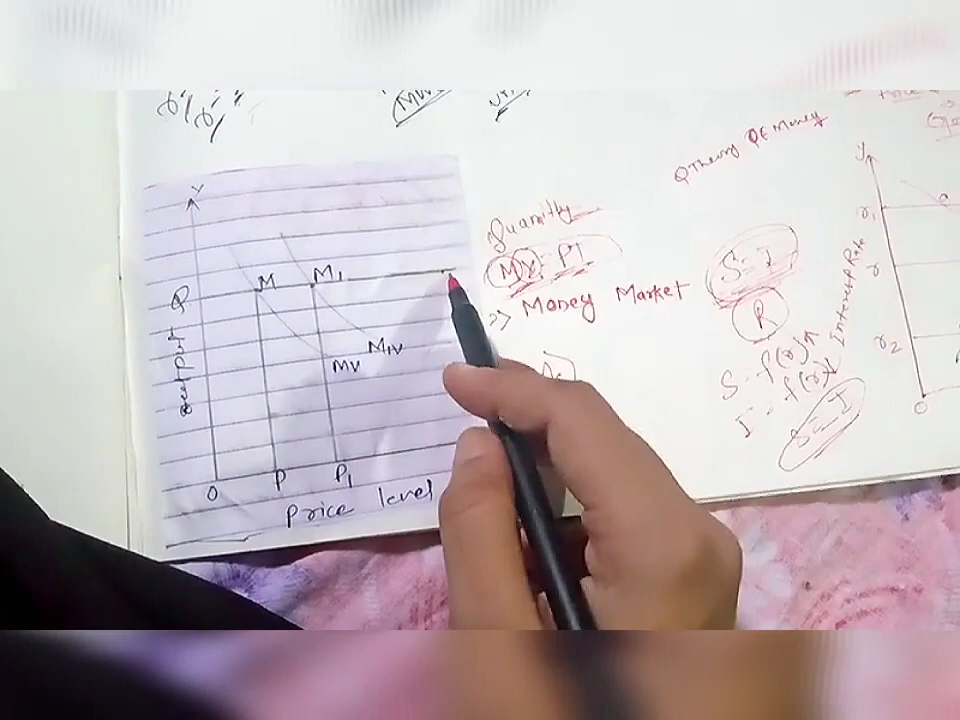 Y
Output Q
M M1
M1V
MV
O P P1
Price level
Quantity
MV = PT
=> Money Market
Q Theory Of Money
S = I
R
S = f(r)↑
I = f(r)↓
S = I
Y
Interest Rate
r1
r
r2
O